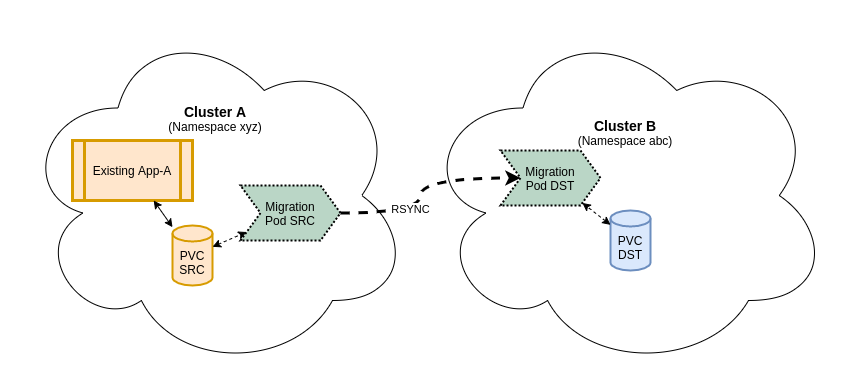 Cluster A
(Namespace xyz)
Existing App-A
Migration
Pod SRC
PVC
SRC
RSYNC
Cluster B
(Namespace abc)
Migration
Pod DST
PVC
DST